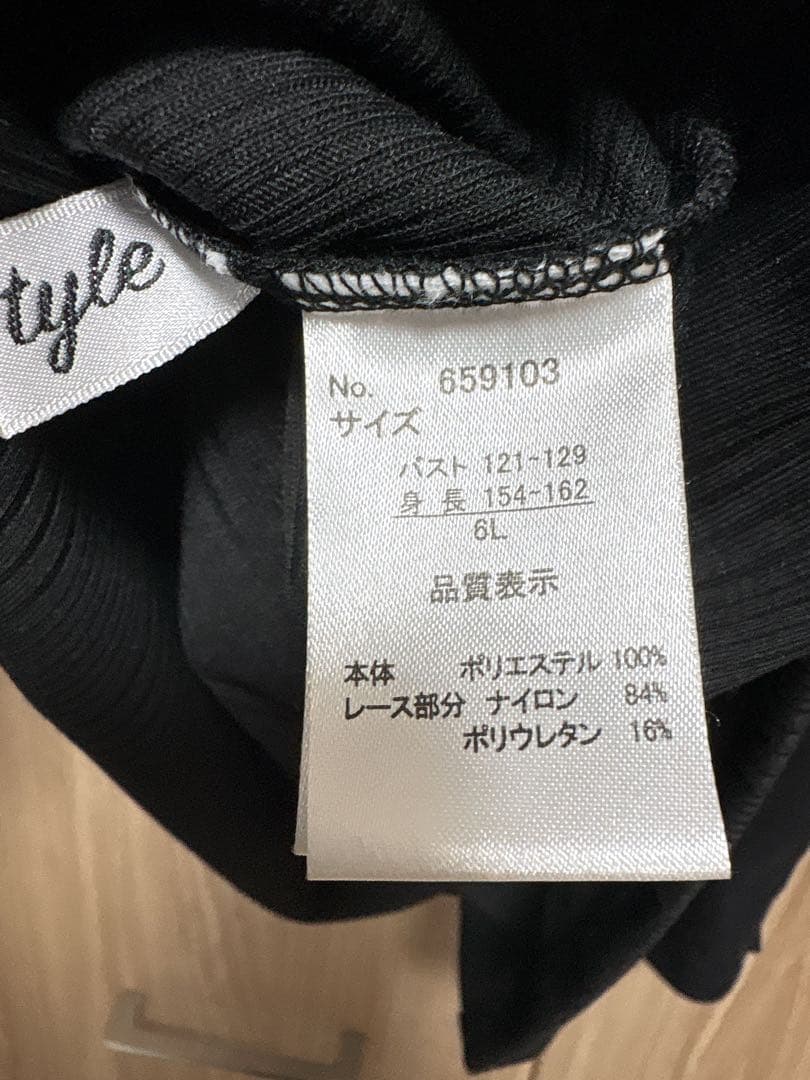 tyle
No. 659103
サイズ
バスト 121~129
身長 154~162
6L
品質表示
本体 ポリエステル 100%
レース部分 ナイロン 84%
ポリウレタン 16%